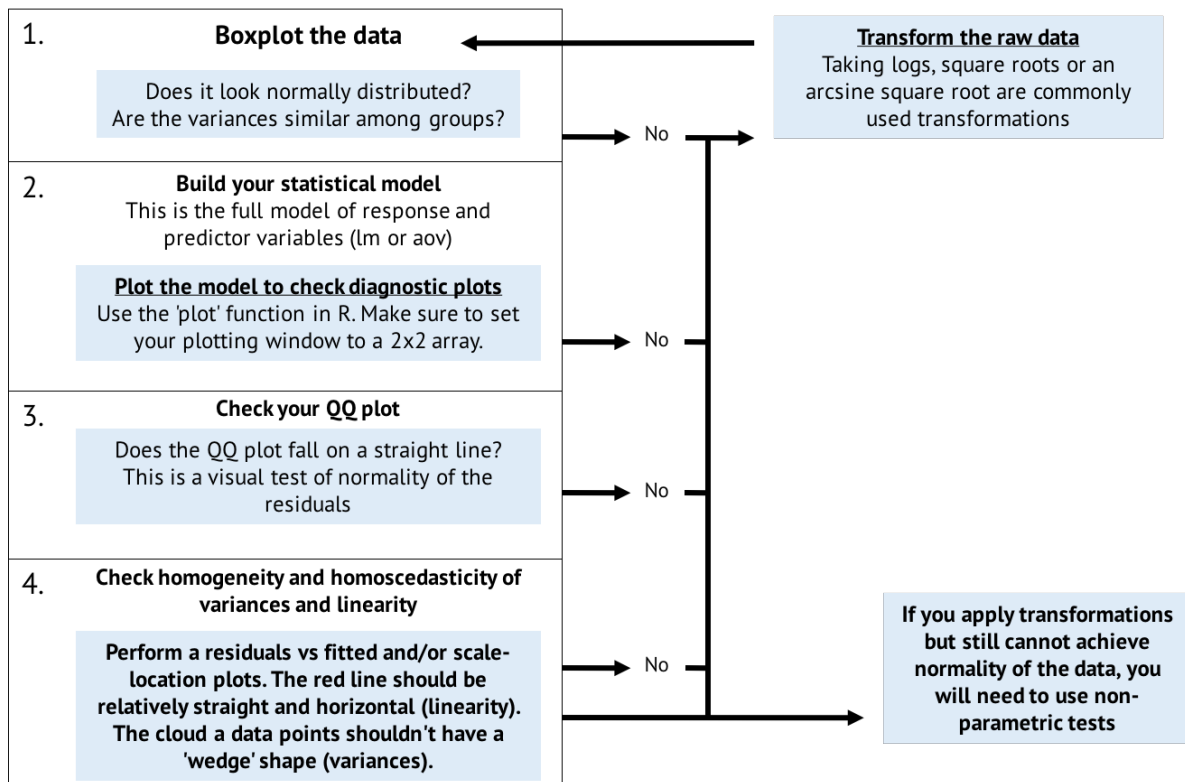 1.
Boxplot the data
Does it look normally distributed?
Are the variances similar among groups?
No
Transform the raw data
Taking logs, square roots or an
arcsine square root are commonly
used transformations
2.
Build your statistical model
This is the full model of response and
predictor variables (lm or aov)
Plot the model to check diagnostic plots
Use the 'plot' function in R. Make sure to set
your plotting window to a 2x2 array.
No
3.
Check your QQ plot
Does the QQ plot fall on a straight line?
This is a visual test of normality of the
residuals
No
4.
Check homogeneity and homoscedasticity of
variances and linearity
Perform a residuals vs fitted and/or scale-
location plots. The red line should be
relatively straight and horizontal (linearity).
The cloud a data points shouldn't have a
'wedge' shape (variances).
No
If you apply transformations
but still cannot achieve
normality of the data, you
will need to use non-
parametric tests